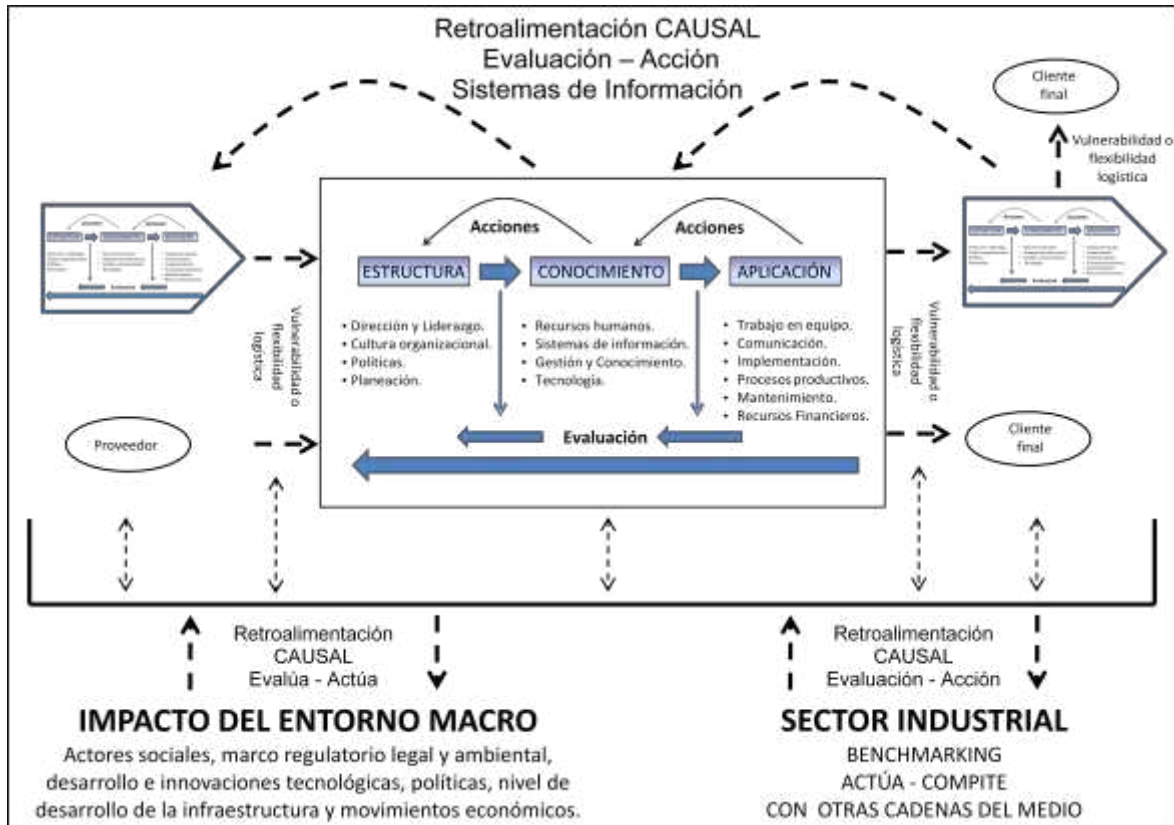 Retroalimentación CAUSAL
Evaluación – Acción
Sistemas de Información
Cliente
final
Vulnerabilidad o
flexibilidad
logística
Acciones
Acciones
ESTRUCTURA
CONOCIMIENTO
APLICACIÓN
• Dirección y Liderazgo.
• Cultura organizacional.
• Políticas.
• Planeación.
• Recursos humanos.
• Sistemas de información.
• Gestión y Conocimiento.
• Tecnología.
• Trabajo en equipo.
• Comunicación.
• Implementación.
• Procesos productivos.
• Mantenimiento.
• Recursos Financieros.
Evaluación
Vulnerabilidad o
flexibilidad
logística
Vulnerabilidad o
flexibilidad
logística
Proveedor
Cliente
final
Retroalimentación
CAUSAL
Evalúa - Actúa
Retroalimentación
CAUSAL
Evaluación - Acción
IMPACTO DEL ENTORNO MACRO
Actores sociales, marco regulatorio legal y ambiental,
desarrollo e innovaciones tecnológicas, políticas, nivel de
desarrollo de la infraestructura y movimientos económicos.
SECTOR INDUSTRIAL
BENCHMARKING
ACTÚA - COMPITE
CON OTRAS CADENAS DEL MEDIO